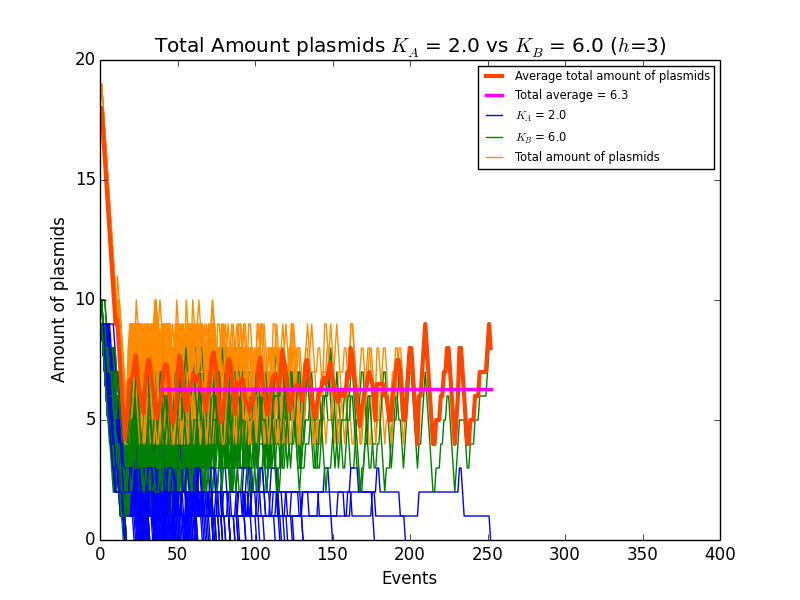 Total Amount plasmids K_A = 2.0 vs K_B = 6.0 (h=3)
20
15
10
5
0
Amount of plasmids
Average total amount of plasmids
Total average = 6.3
K_A = 2.0
K_B = 6.0
Total amount of plasmids
0 50 100 150 200 250 300 350 400
Events